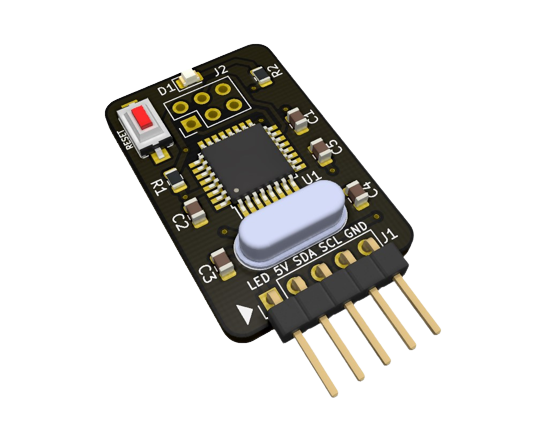 D1
J2
R2
RESET
C1
C5
R1
U1
C2
C4
C3
LED 5V SDA SCL GND
J1